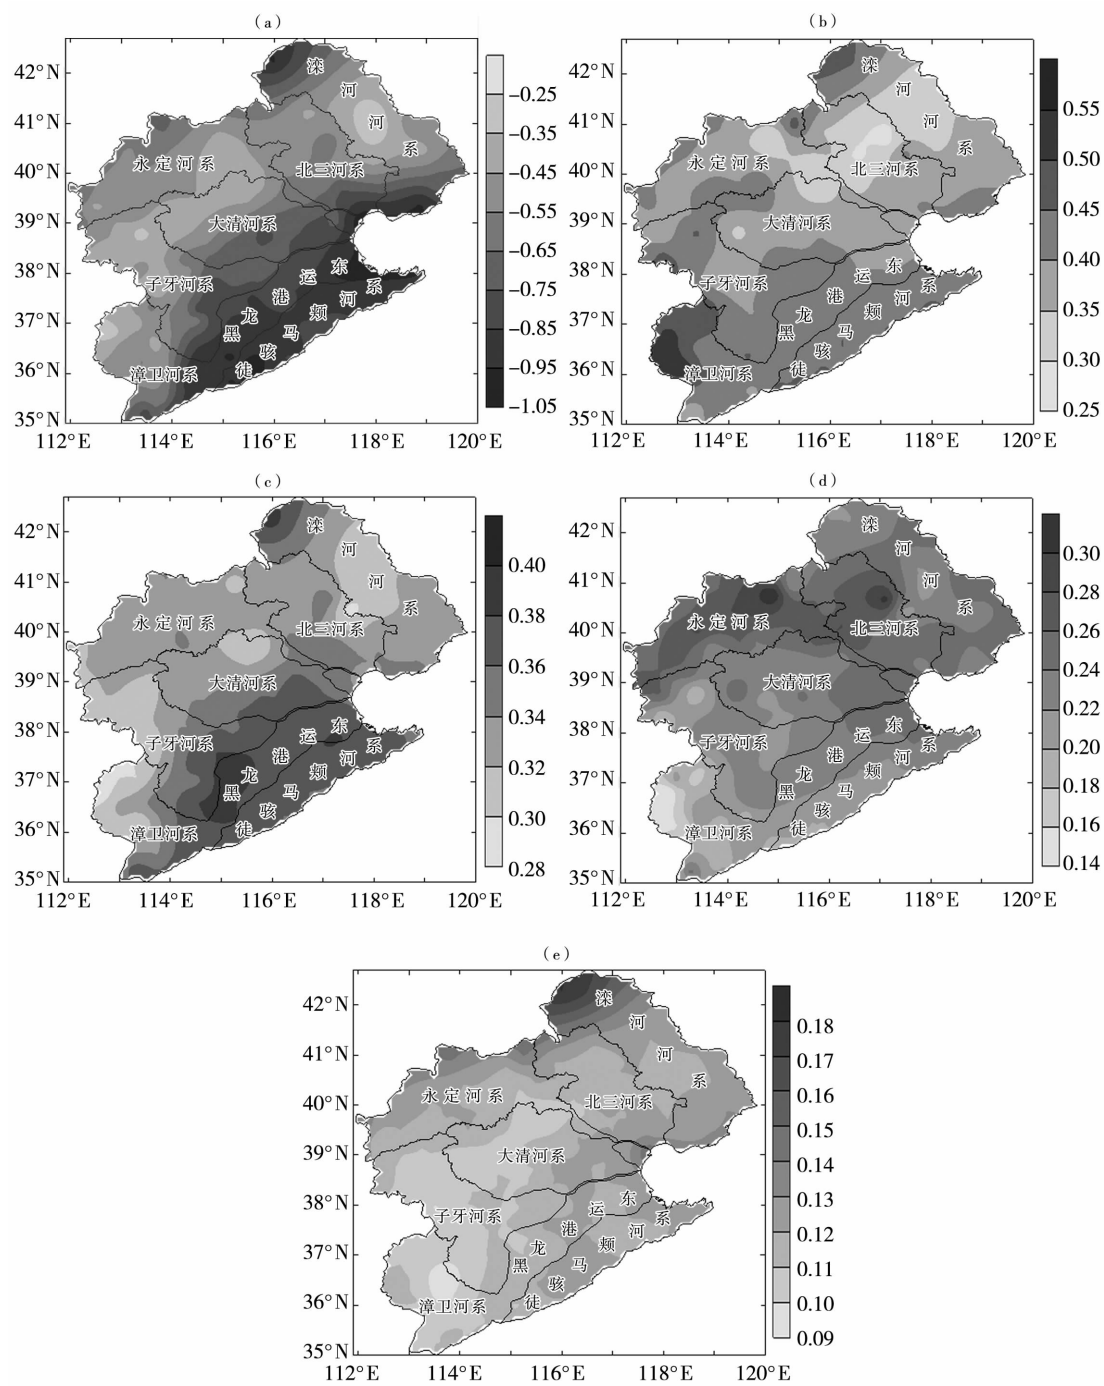 (a)
42°N
41°N
40°N
39°N
38°N
37°N
36°N
35°N
112°E 114°E 116°E 118°E 120°E
滦
河
河
系
永定河系
北三河系
大清河系
子牙河系
漳卫河系
黑龙港运东
徒骇马颊河系
−0.25
−0.35
−0.45
−0.55
−0.65
−0.75
−0.85
−0.95
−1.05
(b)
42°N
41°N
40°N
39°N
38°N
37°N
36°N
35°N
112°E 114°E 116°E 118°E 120°E
滦
河
河
系
永定河系
北三河系
大清河系
子牙河系
漳卫河系
黑龙港运东
徒骇马颊河系
0.55
0.50
0.45
0.40
0.35
0.30
0.25
(c)
42°N
41°N
40°N
39°N
38°N
37°N
36°N
35°N
112°E 114°E 116°E 118°E 120°E
滦
河
河
系
永定河系
北三河系
大清河系
子牙河系
漳卫河系
黑龙港运东
徒骇马颊河系
0.40
0.38
0.36
0.34
0.32
0.30
0.28
(d)
42°N
41°N
40°N
39°N
38°N
37°N
36°N
35°N
112°E 114°E 116°E 118°E 120°E
滦
河
河
系
永定河系
北三河系
大清河系
子牙河系
漳卫河系
黑龙港运东
徒骇马颊河系
0.30
0.28
0.26
0.24
0.22
0.20
0.18
0.16
0.14
(e)
42°N
41°N
40°N
39°N
38°N
37°N
36°N
35°N
112°E 114°E 116°E 118°E 120°E
滦
河
河
系
永定河系
北三河系
大清河系
子牙河系
漳卫河系
黑龙港运东
徒骇马颊河系
0.18
0.17
0.16
0.15
0.14
0.13
0.12
0.11
0.10
0.09